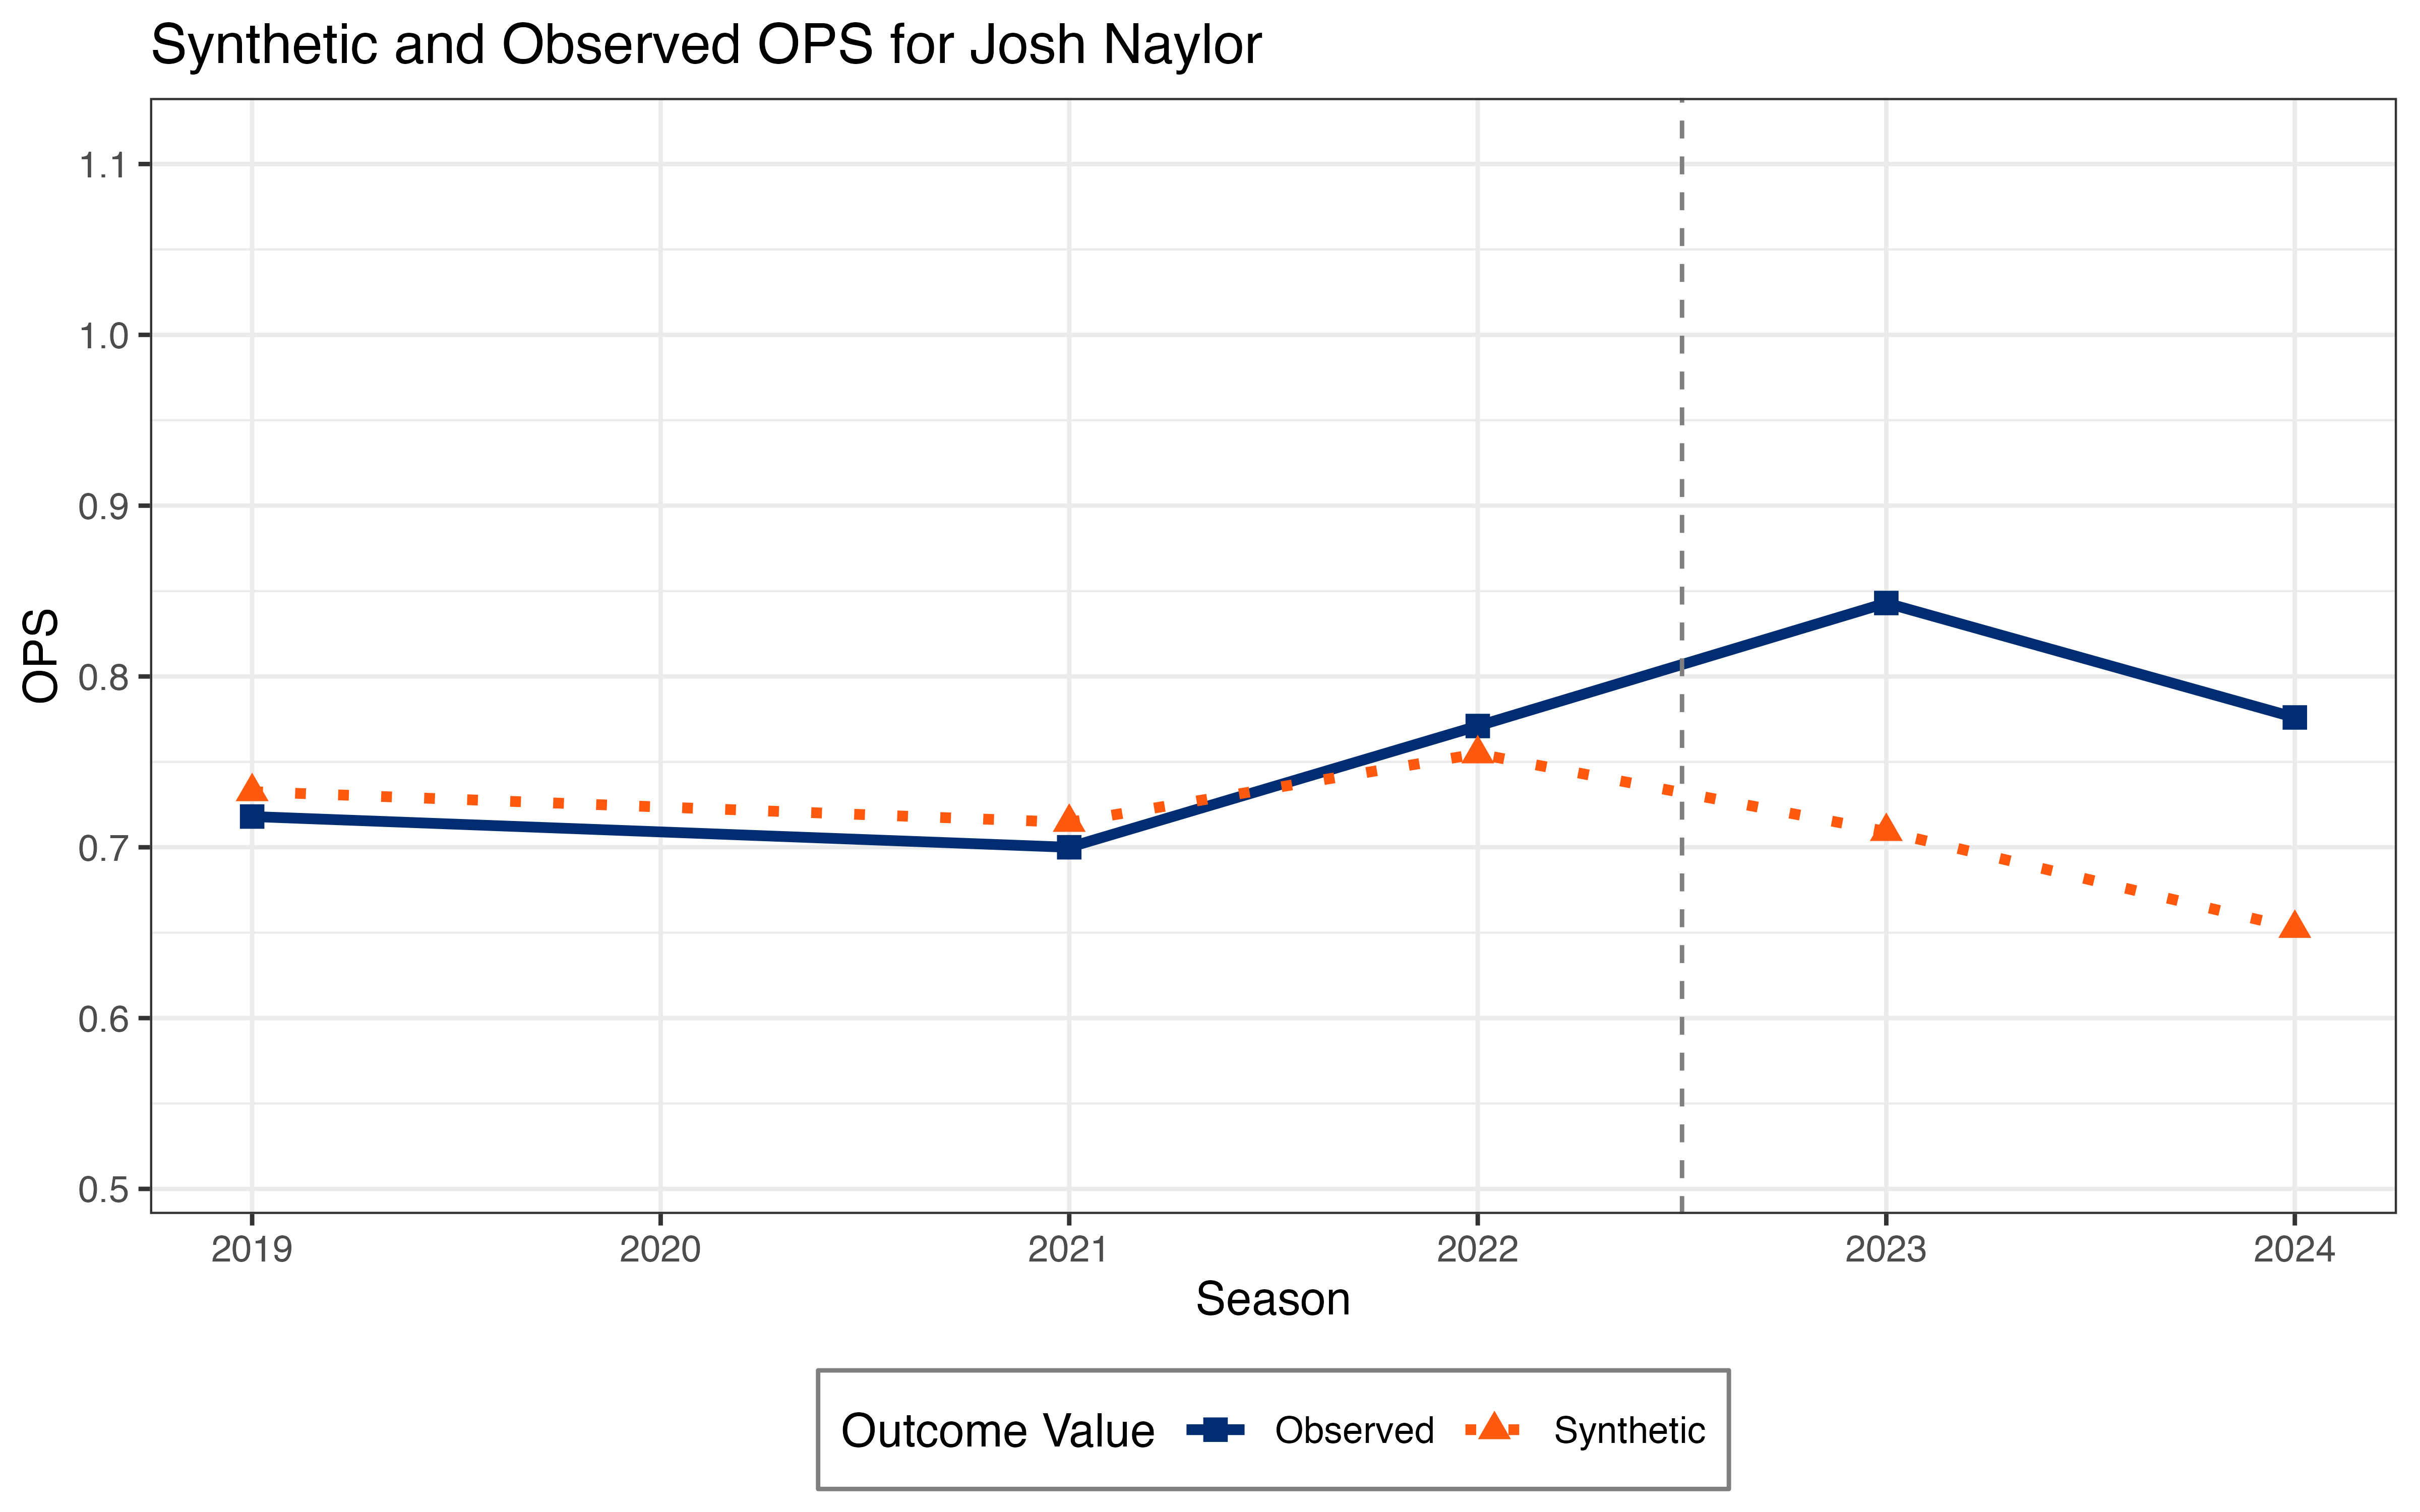 Synthetic and Observed OPS for Josh Naylor
1.1
1.0
0.9
0.8
0.7
0.6
0.5
OPS
2019 2020 2021 2022 2023 2024
Season
Outcome Value Observed Synthetic